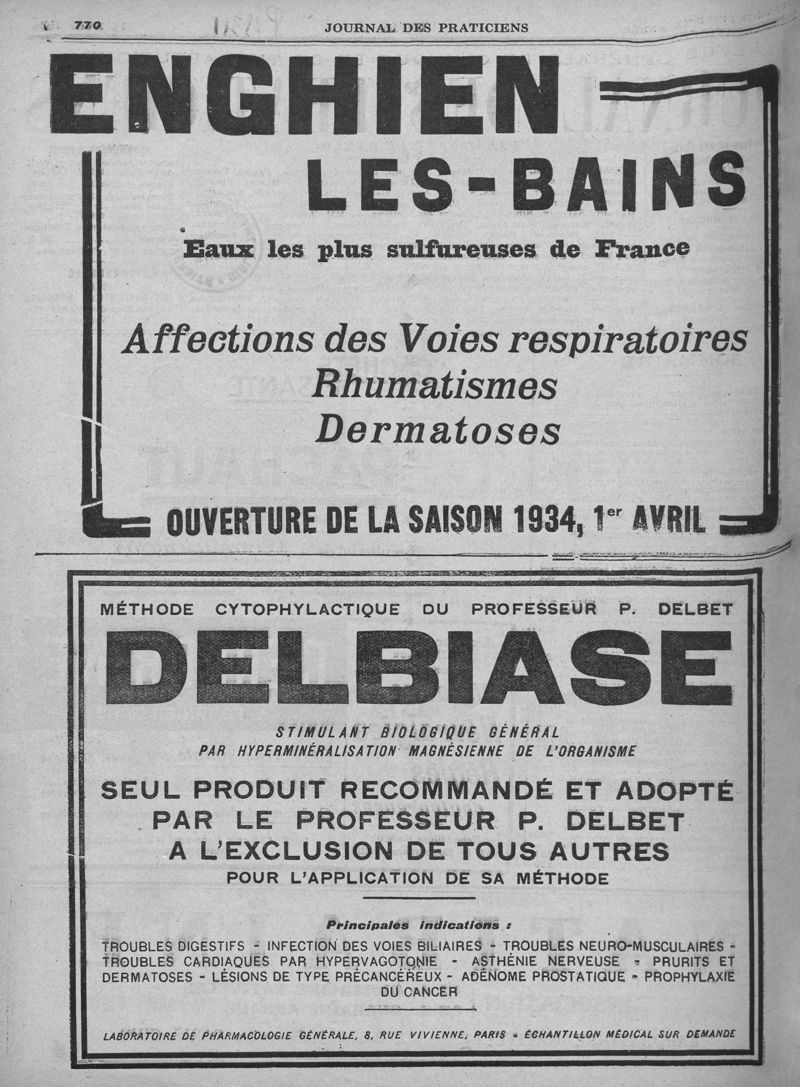 770
JOURNAL DES PRATICIENS
ENGHIEN
LES-BAINS
Eaux les plus sulfureuses de France
Affections des Voies respiratoires
Rhumatismes
Dermatoses
OUVERTURE DE LA SAISON 1934, 1er AVRIL
MÉTHODE CYTOPHYLACTIQUE DU PROFESSEUR P. DELBET
DELBIASE
STIMULANT BIOLOGIQUE GÉNÉRAL
PAR HYPERMINÉRALISATION MAGNÉSIENNE DE L'ORGANISME
SEUL PRODUIT RECOMMANDÉ ET ADOPTÉ
PAR LE PROFESSEUR P. DELBET
A L'EXCLUSION DE TOUS AUTRES
POUR L'APPLICATION DE SA MÉTHODE
Principales indications :
TROUBLES DIGESTIFS - INFECTION DES VOIES BILIAIRES - TROUBLES NEURO-MUSCULAIRES -
TROUBLES CARDIAQUES PAR HYPERVAGOTONIE - ASTHÉNIE NERVEUSE - PRURITS ET
DERMATOSES - LÉSIONS DE TYPE PRÉCANCÉREUX - ADÉNOME PROSTATIQUE - PROPHYLAXIE
DU CANCER
LABORATOIRE DE PHARMACOLOGIE GÉNÉRALE, 8, RUE VIVIENNE, PARIS - ÉCHANTILLON MÉDICAL SUR DEMANDE